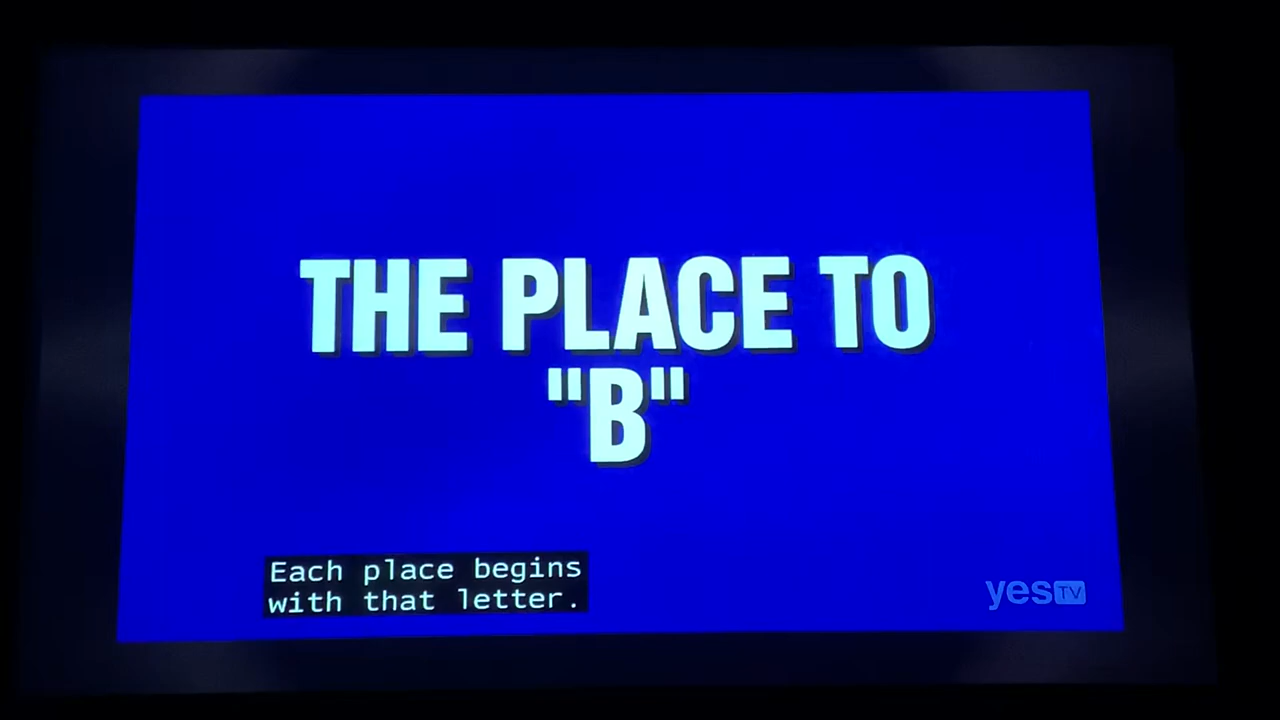 THE PLACE TO
"B"
Each place begins
with that letter.
yesTV